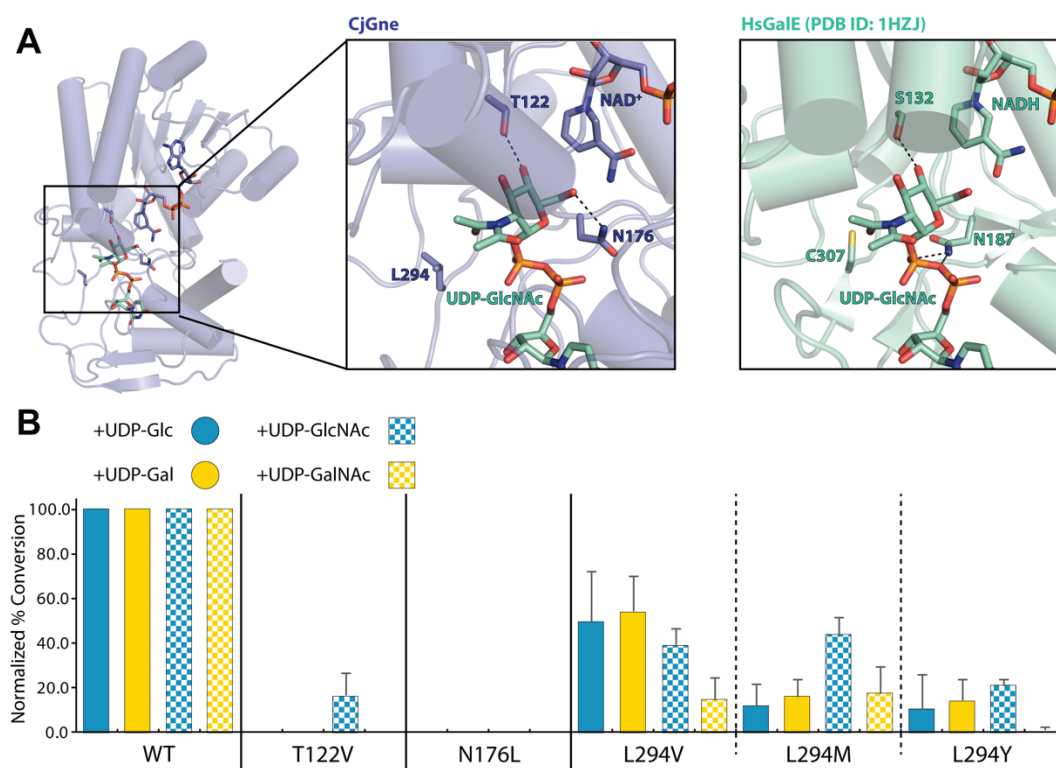 A
CjGne
HsGalE (PDB ID: 1HZJ)
T122
NAD+
N176
L294
UDP-GlcNAc
S132
NADH
N187
C307
UDP-GlcNAc
B
+UDP-Glc
+UDP-GlcNAc
+UDP-Gal
+UDP-GalNAc
Normalized % Conversion
100.0
80.0
60.0
40.0
20.0
0.0
WT
T122V
N176L
L294V
L294M
L294Y